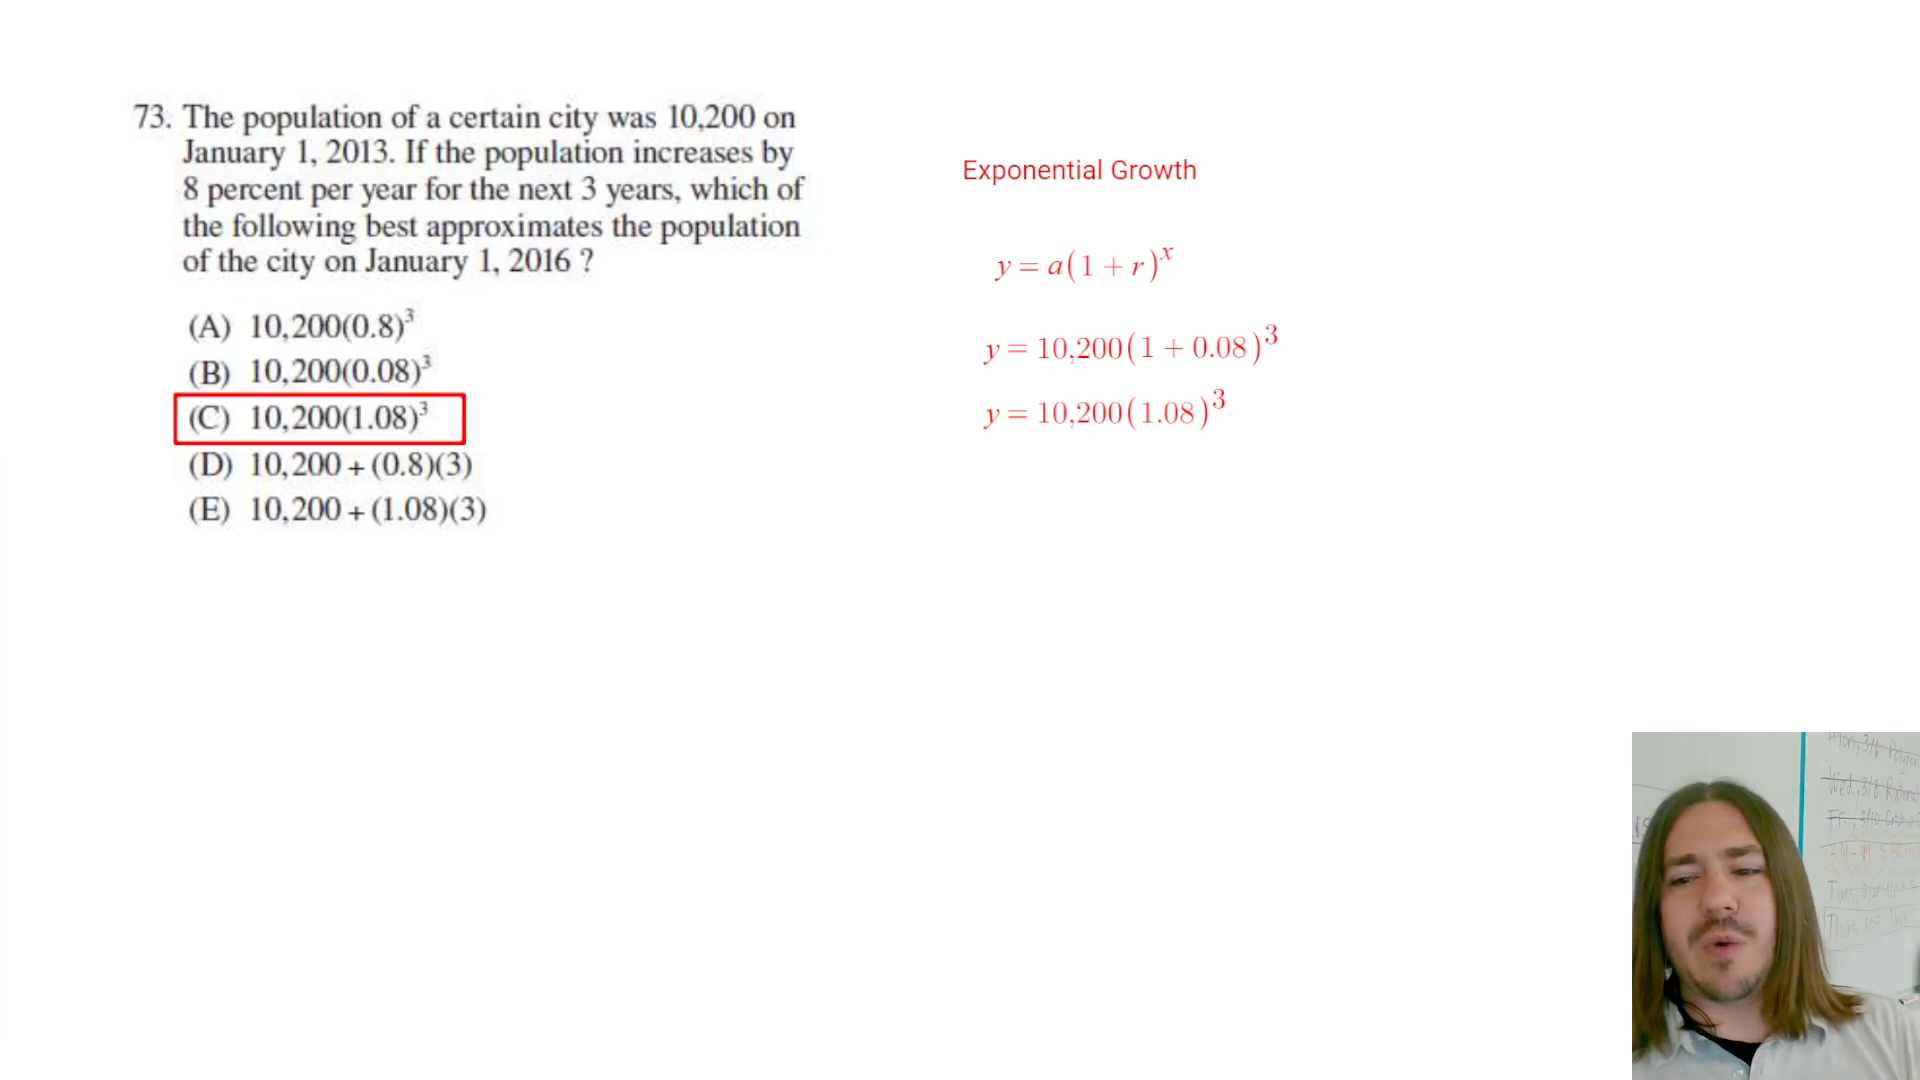 73. The population of a certain city was 10,200 on
January 1, 2013. If the population increases by
8 percent per year for the next 3 years, which of
the following best approximates the population
of the city on January 1, 2016 ?
(A) 10,200(0.8)³
(B) 10,200(0.08)³
(C) 10,200(1.08)³
(D) 10,200 + (0.8)(3)
(E) 10,200 + (1.08)(3)
Exponential Growth
y = a(1 + r)ˣ
y = 10,200(1 + 0.08)³
y = 10,200(1.08)³
Wed, 3/8